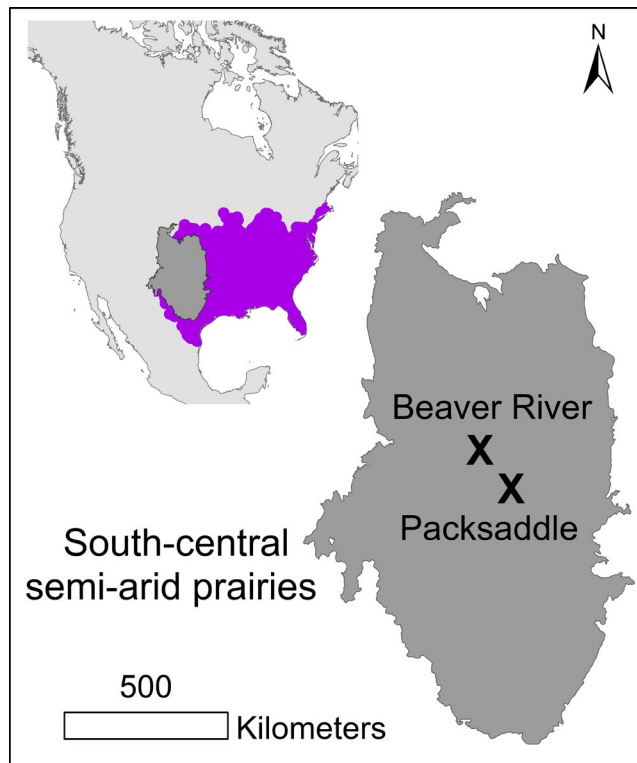 N
Beaver River
X
X
Packsaddle
South-central
semi-arid prairies
500
Kilometers